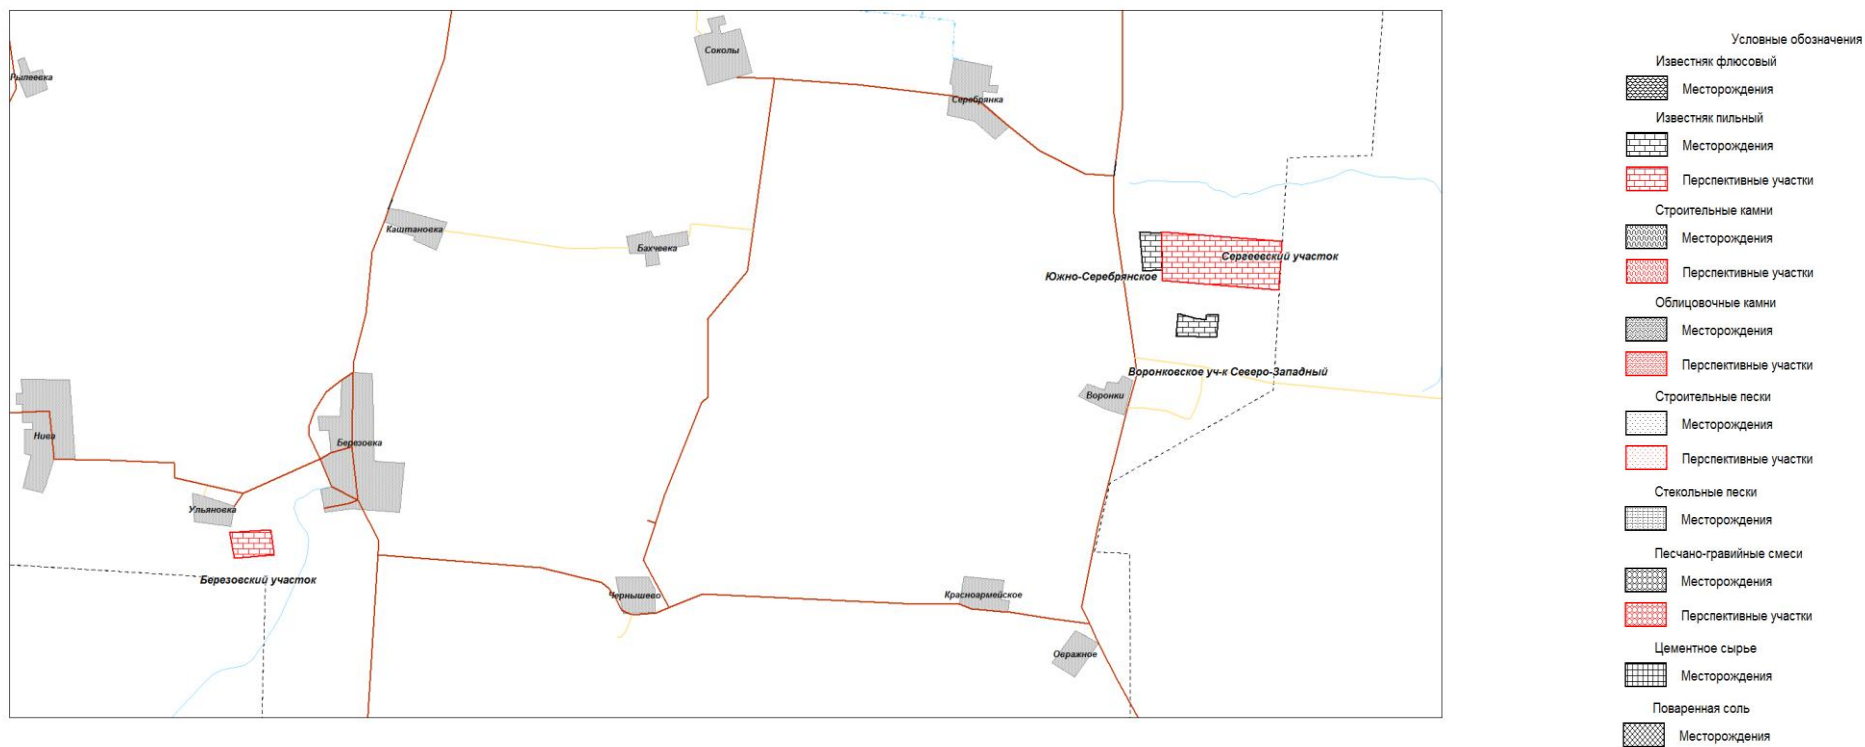 Соколы
Рылеевка
Серебрянка
Каштановка
Бахчевка
Сергеевский участок
Южно-Серебрянское
Воронковское уч-к Северо-Западный
Воронки
Нива
Березовка
Ульяновка
Березовский участок
Чернышево
Красноармейское
Овражное
Условные обозначения
Известняк флюсовый
Месторождения
Известняк пильный
Месторождения
Перспективные участки
Строительные камни
Месторождения
Перспективные участки
Облицовочные камни
Месторождения
Перспективные участки
Строительные пески
Месторождения
Перспективные участки
Стекольные пески
Месторождения
Песчано-гравийные смеси
Месторождения
Перспективные участки
Цементное сырье
Месторождения
Поваренная соль
Месторождения